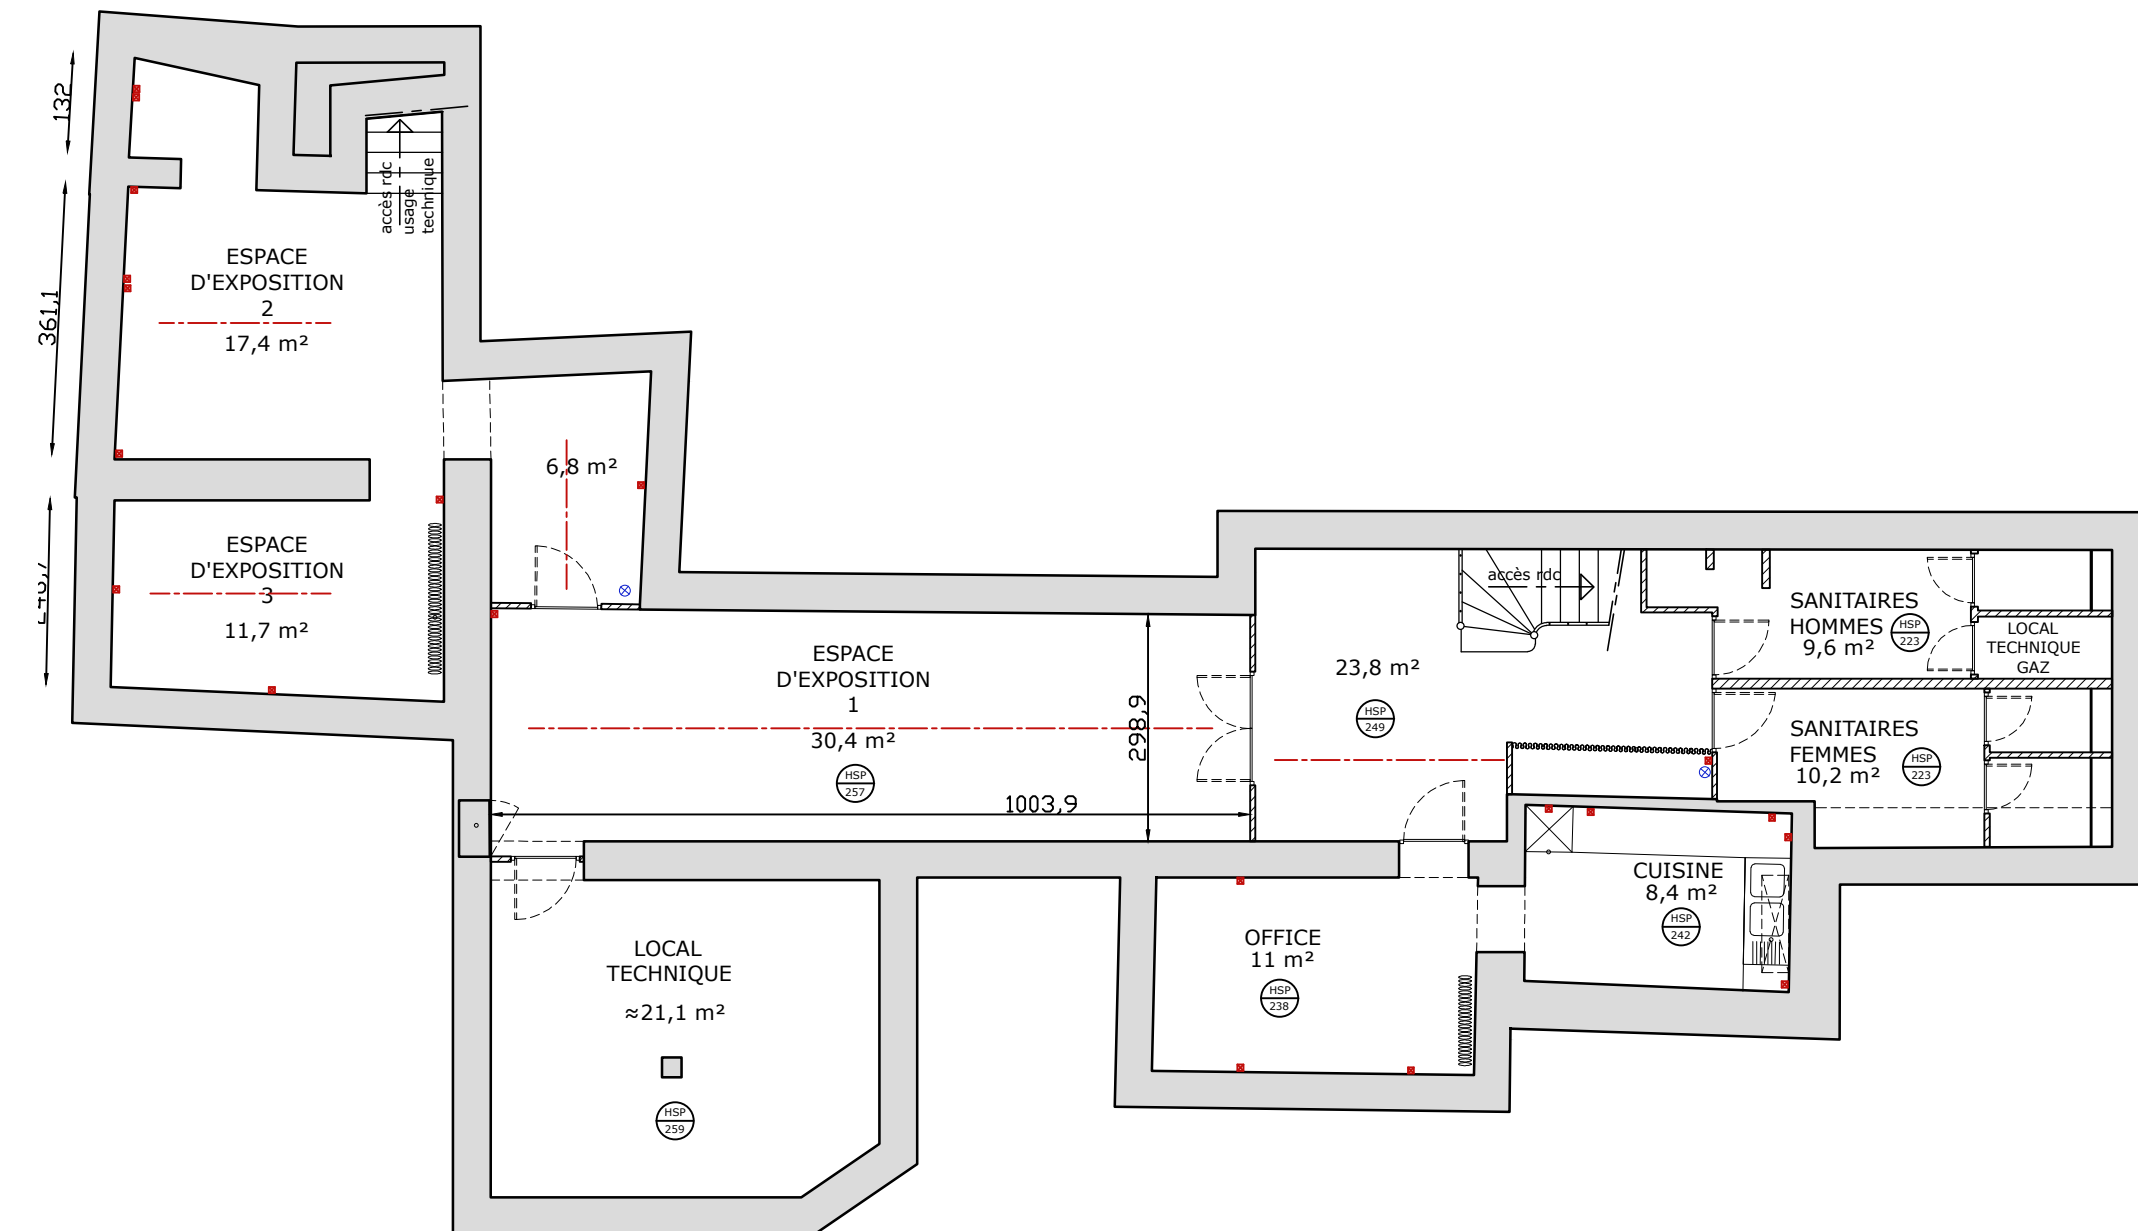 132
accès rdc
usage
technique
ESPACE
D'EXPOSITION
2
17,4 m²
361,1
6,8 m²
ESPACE
D'EXPOSITION
3
11,7 m²
ESPACE
D'EXPOSITION
1
30,4 m²
HSP
257
1003,9
298,9
accès rdc
23,8 m²
HSP
249
SANITAIRES
HOMMES
9,6 m²
HSP
223
LOCAL
TECHNIQUE
GAZ
SANITAIRES
FEMMES
10,2 m²
HSP
223
CUISINE
8,4 m²
HSP
242
OFFICE
11 m²
HSP
238
LOCAL
TECHNIQUE
≈21,1 m²
HSP
259